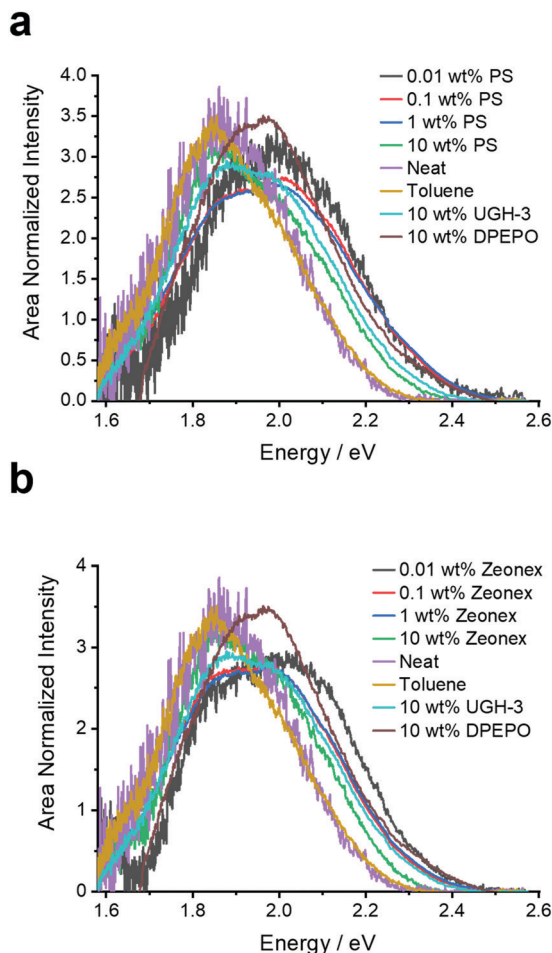 a
4.0
3.5
3.0
2.5
2.0
1.5
1.0
0.5
0.0
Area Normalized Intensity
0.01 wt% PS
0.1 wt% PS
1 wt% PS
10 wt% PS
Neat
Toluene
10 wt% UGH-3
10 wt% DPEPO
1.6 1.8 2.0 2.2 2.4 2.6
Energy / eV
b
4
3
2
1
0
Area Normalized Intensity
0.01 wt% Zeonex
0.1 wt% Zeonex
1 wt% Zeonex
10 wt% Zeonex
Neat
Toluene
10 wt% UGH-3
10 wt% DPEPO
1.6 1.8 2.0 2.2 2.4 2.6
Energy / eV